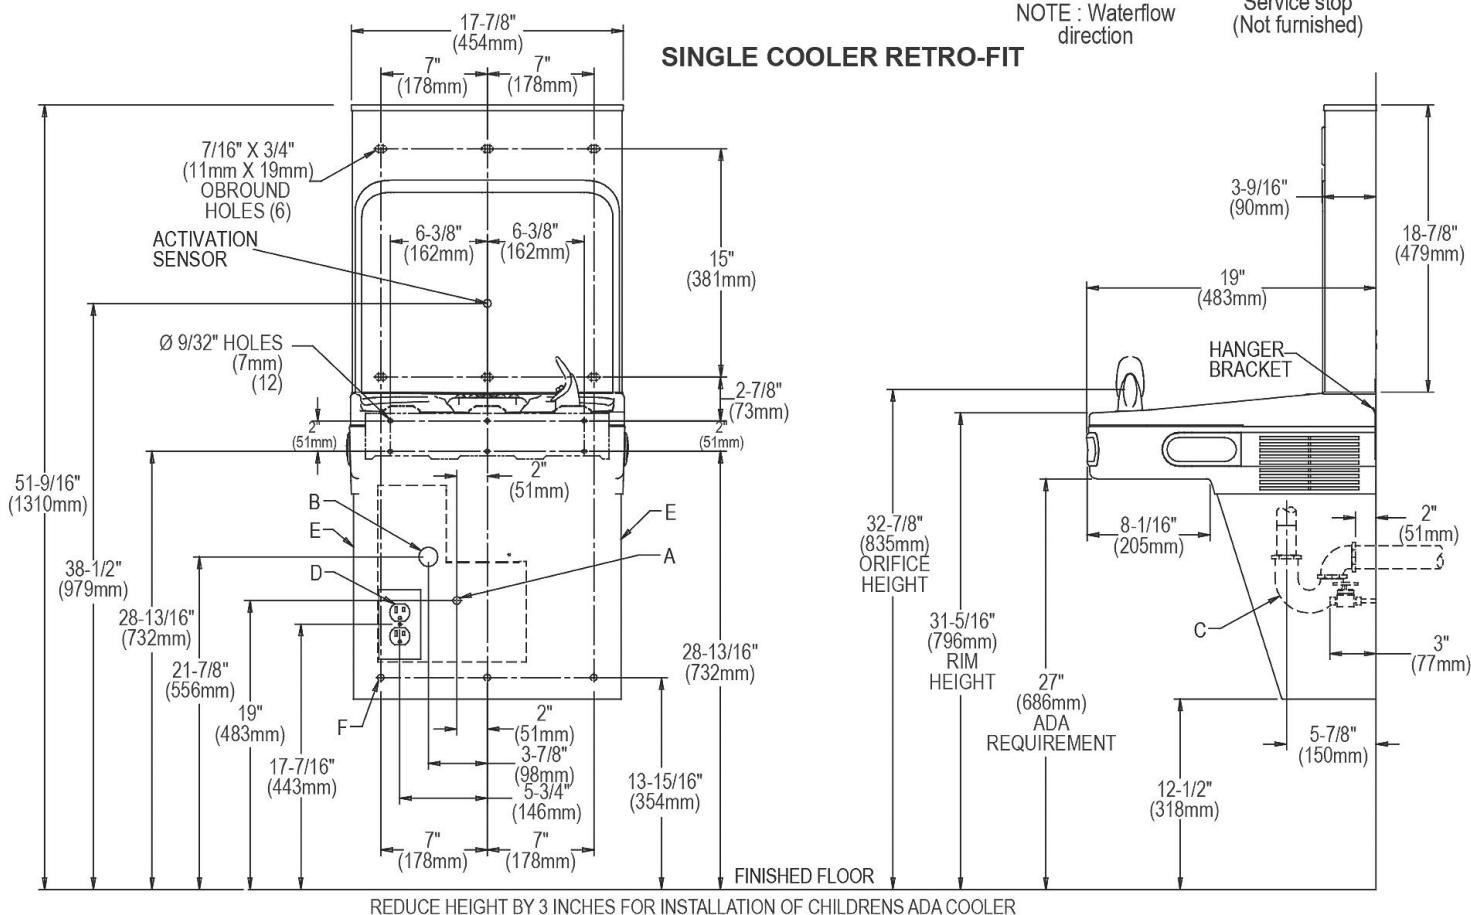 17-7/8"
(454mm)
NOTE : Waterflow
direction
Service stop
(Not furnished)
SINGLE COOLER RETRO-FIT
7"
(178mm)
7"
(178mm)
7/16" X 3/4"
(11mm X 19mm)
OBROUND
HOLES (6)
ACTIVATION
SENSOR
6-3/8"
(162mm)
6-3/8"
(162mm)
15"
(381mm)
3-9/16"
(90mm)
18-7/8"
(479mm)
19"
(483mm)
Ø 9/32" HOLES
(7mm)
(12)
HANGER
BRACKET
2-7/8"
(73mm)
2"
(51mm)
2"
(51mm)
2"
(51mm)
51-9/16"
(1310mm)
B
E
E
D
A
32-7/8"
(835mm)
ORIFICE
HEIGHT
8-1/16"
(205mm)
2"
(51mm)
38-1/2"
(979mm)
28-13/16"
(732mm)
21-7/8"
(556mm)
19"
(483mm)
17-7/16"
(443mm)
F
31-5/16"
(796mm)
RIM
HEIGHT
C
3"
(77mm)
28-13/16"
(732mm)
27"
(686mm)
ADA
REQUIREMENT
2"
(51mm)
3-7/8"
(98mm)
5-3/4"
(146mm)
13-15/16"
(354mm)
5-7/8"
(150mm)
12-1/2"
(318mm)
7"
(178mm)
7"
(178mm)
FINISHED FLOOR
REDUCE HEIGHT BY 3 INCHES FOR INSTALLATION OF CHILDRENS ADA COOLER